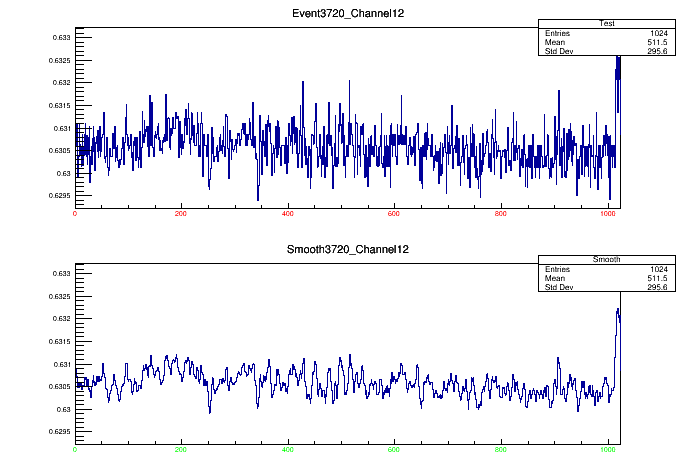 Event3720_Channel12
Test
Entries 1024
Mean 511.5
Std Dev 295.6
0.633
0.6325
0.632
0.6315
0.631
0.6305
0.63
0.6295
0 200 400 600 800 1000
Smooth3720_Channel12
Smooth
Entries 1024
Mean 511.5
Std Dev 295.6
0.633
0.6325
0.632
0.6315
0.631
0.6305
0.63
0.6295
0 200 400 600 800 1000